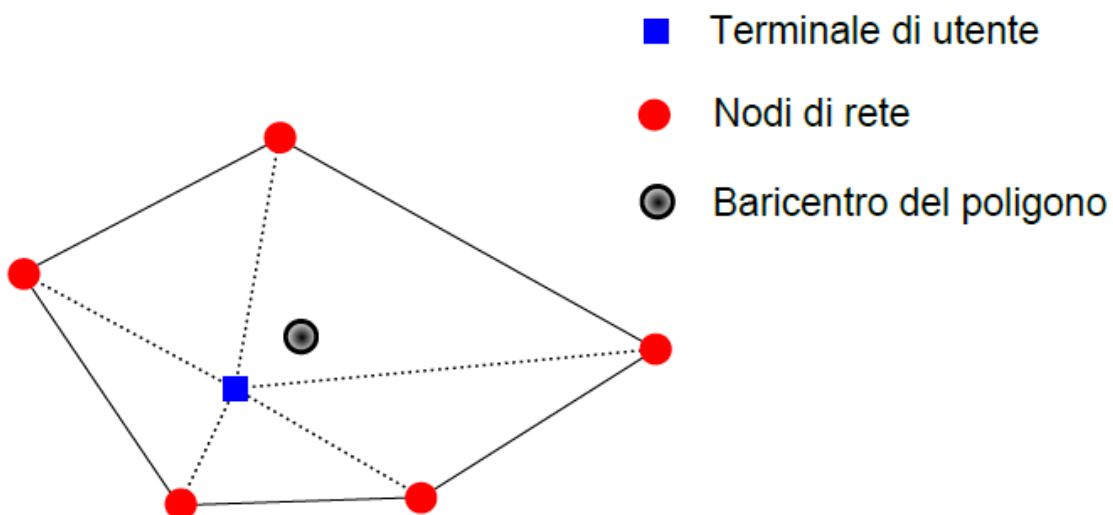 Terminale di utente
Nodi di rete
Baricentro del poligono